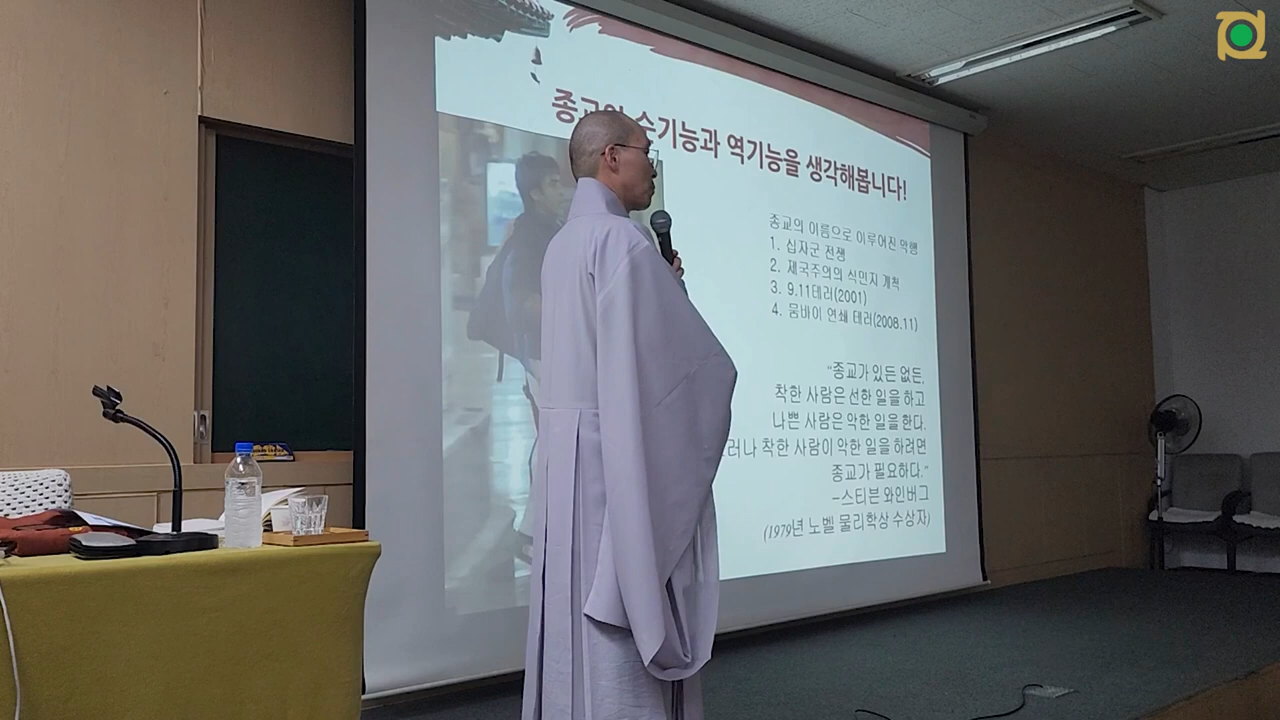 종교의 순기능과 역기능을 생각해봅니다!
종교의 이름으로 이루어진 악행
1. 십자군 전쟁
2. 제국주의의 식민지 개척
3. 9.11테러(2001)
4. 뭄바이 연쇄 테러(2008.11)
"종교가 있든 없든,
착한 사람은 선한 일을 하고
나쁜 사람은 악한 일을 한다.
그러나 착한 사람이 악한 일을 하려면
종교가 필요하다."
-스티븐 와인버그
(1979년 노벨 물리학상 수상자)